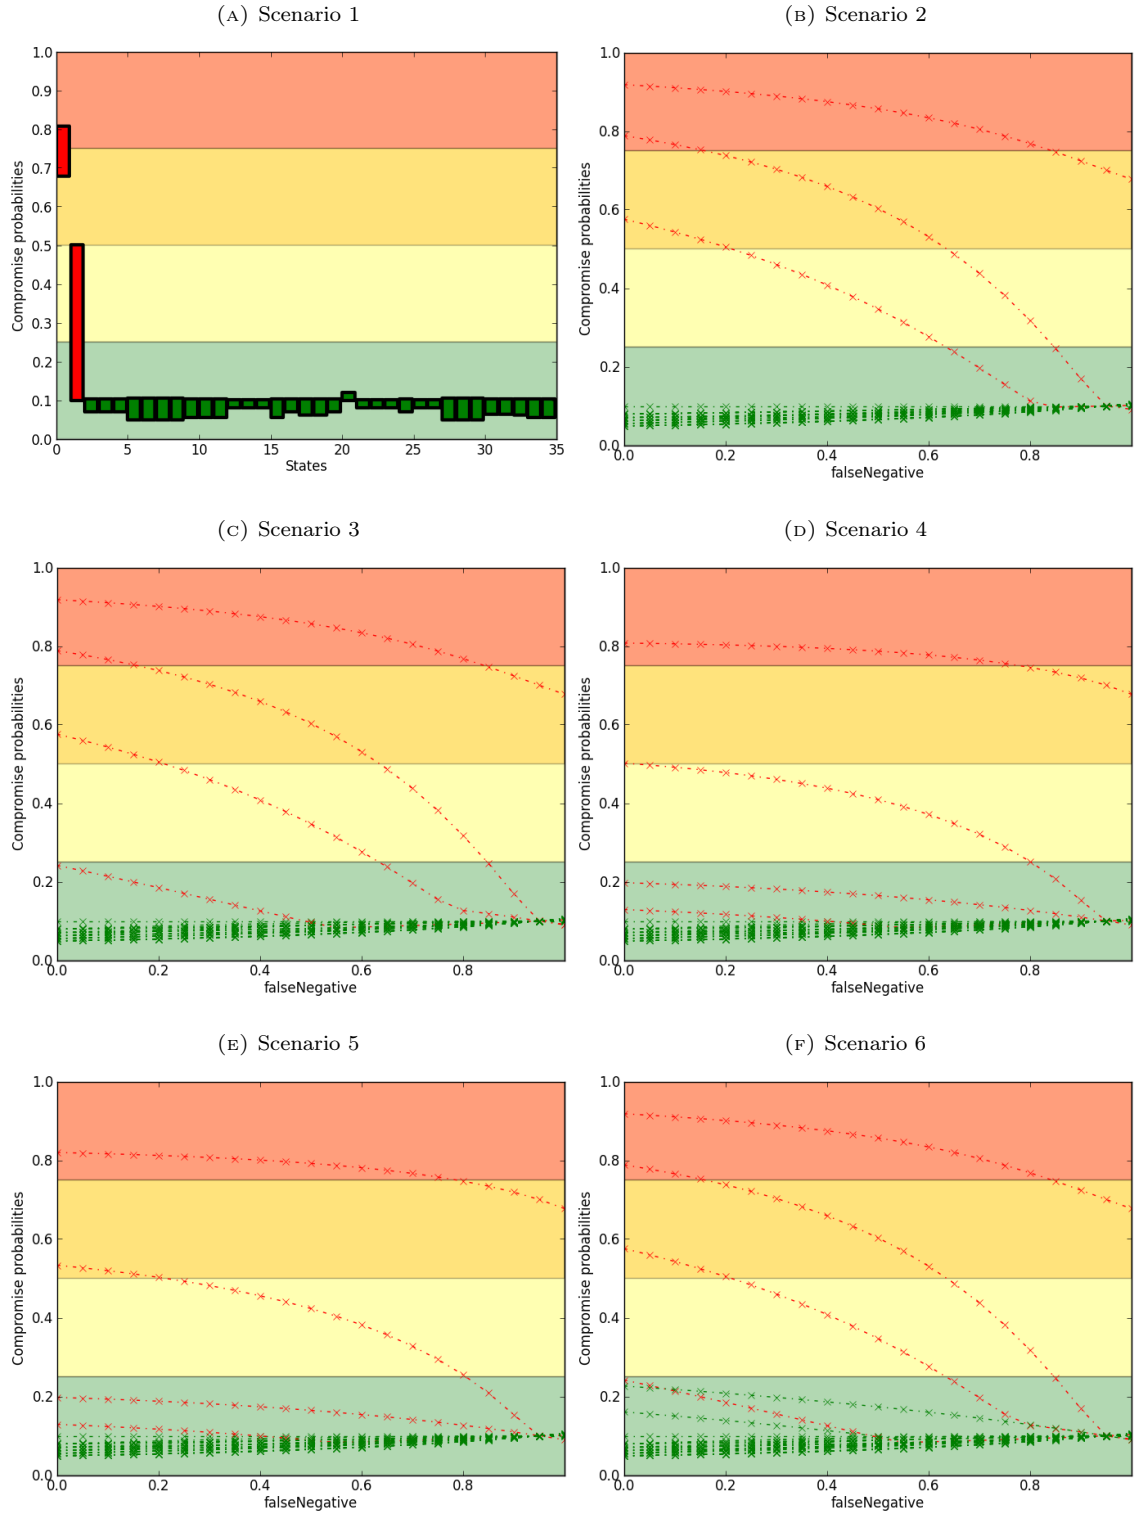 (A) Scenario 1
(B) Scenario 2
1.0
0.9
0.8
0.7
0.6
0.5
0.4
0.3
0.2
0.1
0.0
Compromise probabilities
0 5 10 15 20 25 30 35
States
1.0
0.8
0.6
0.4
0.2
0.0
Compromise probabilities
0.0 0.2 0.4 0.6 0.8
falseNegative
(C) Scenario 3
(D) Scenario 4
1.0
0.8
0.6
0.4
0.2
0.0
Compromise probabilities
0.0 0.2 0.4 0.6 0.8
falseNegative
1.0
0.8
0.6
0.4
0.2
0.0
Compromise probabilities
0.0 0.2 0.4 0.6 0.8
falseNegative
(E) Scenario 5
(F) Scenario 6
1.0
0.8
0.6
0.4
0.2
0.0
Compromise probabilities
0.0 0.2 0.4 0.6 0.8
falseNegative
1.0
0.8
0.6
0.4
0.2
0.0
Compromise probabilities
0.0 0.2 0.4 0.6 0.8
falseNegative